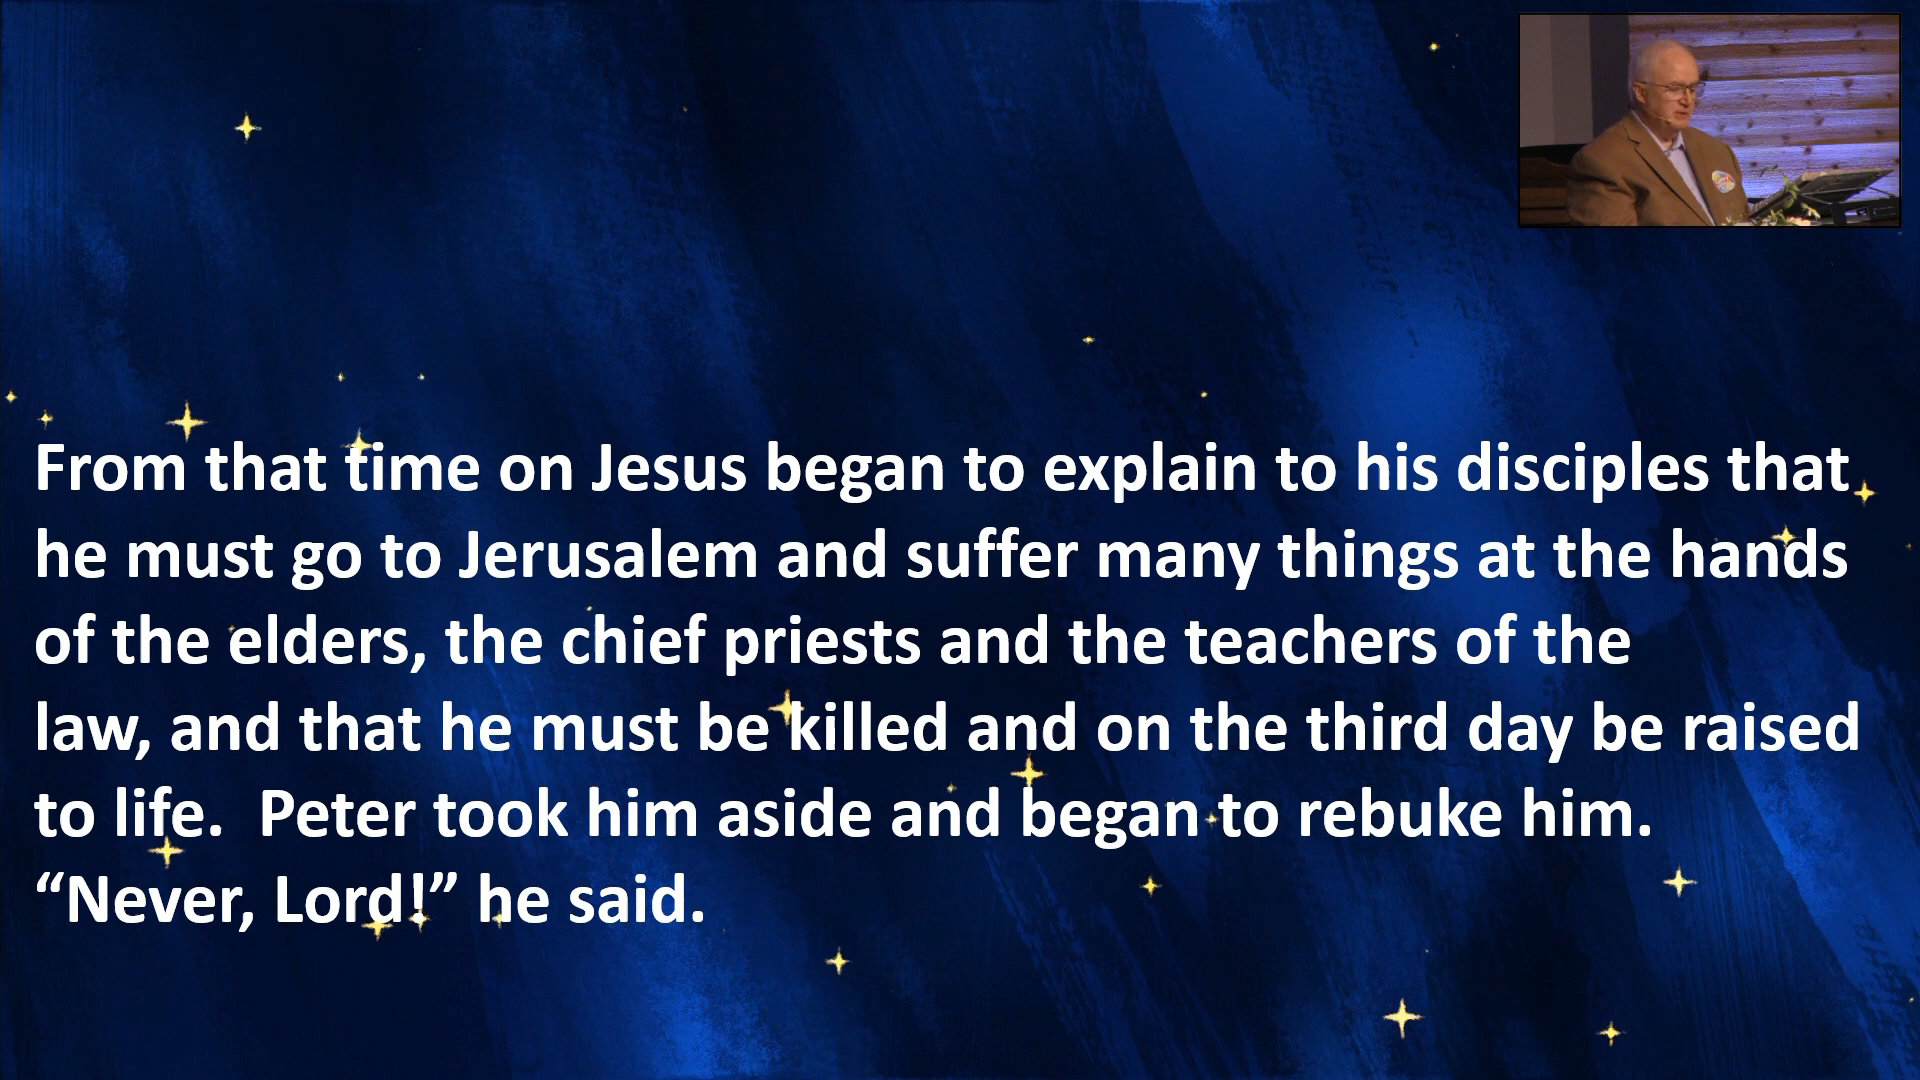 From that time on Jesus began to explain to his disciples that
he must go to Jerusalem and suffer many things at the hands
of the elders, the chief priests and the teachers of the
law, and that he must be killed and on the third day be raised
to life.  Peter took him aside and began to rebuke him.
“Never, Lord!” he said.